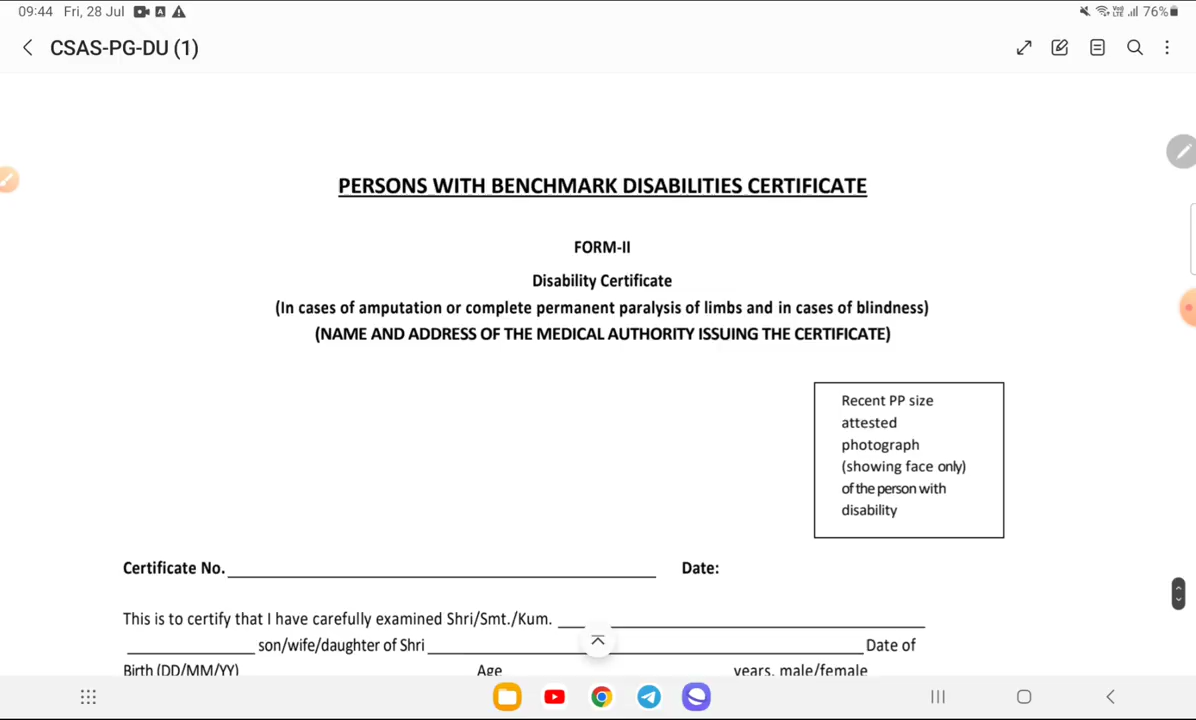 09:44 Fri, 28 Jul
76%
CSAS-PG-DU (1)
PERSONS WITH BENCHMARK DISABILITIES CERTIFICATE
FORM-II
Disability Certificate
(In cases of amputation or complete permanent paralysis of limbs and in cases of blindness)
(NAME AND ADDRESS OF THE MEDICAL AUTHORITY ISSUING THE CERTIFICATE)
Recent PP size
attested
photograph
(showing face only)
of the person with
disability
Certificate No. Date:
This is to certify that I have carefully examined Shri/Smt./Kum.
son/wife/daughter of Shri Date of
Birth (DD/MM/YY) Age years, male/female